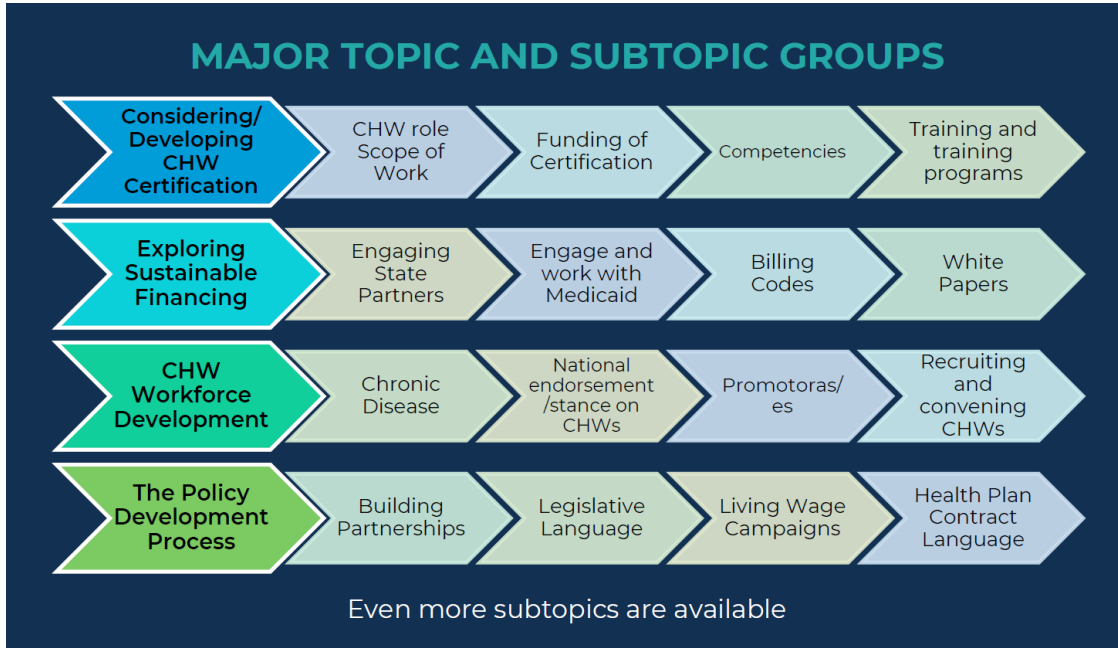 MAJOR TOPIC AND SUBTOPIC GROUPS
Considering/
Developing
CHW
Certification
CHW role
Scope of
Work
Funding of
Certification
Competencies
Training and
training
programs
Exploring
Sustainable
Financing
Engaging
State
Partners
Engage and
work with
Medicaid
Billing
Codes
White
Papers
CHW
Workforce
Development
Chronic
Disease
National
endorsement
/stance on
CHWs
Promotoras/
es
Recruiting
and
convening
CHWs
The Policy
Development
Process
Building
Partnerships
Legislative
Language
Living Wage
Campaigns
Health Plan
Contract
Language
Even more subtopics are available